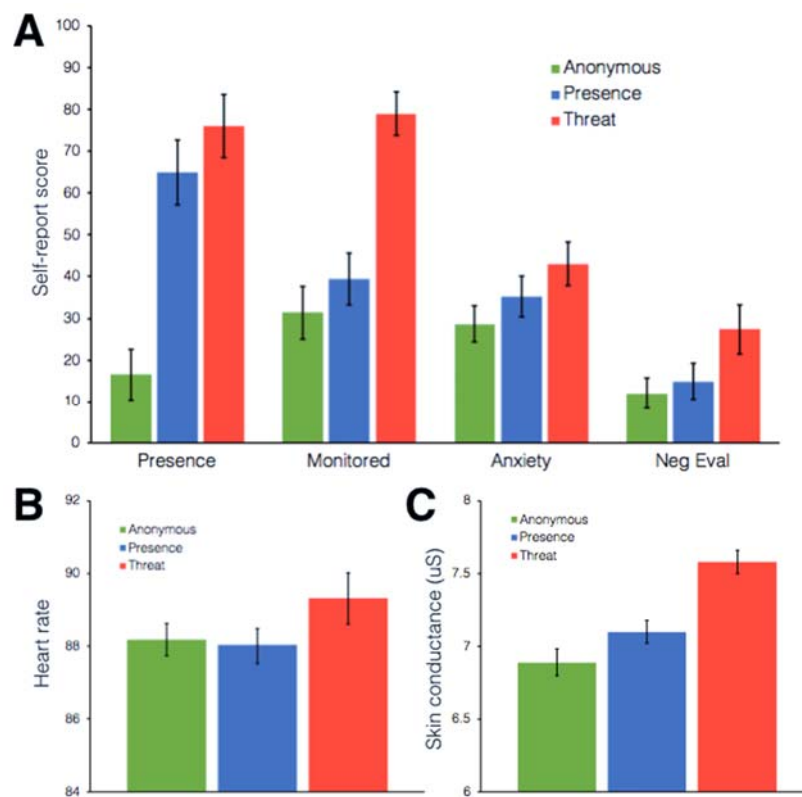 A
Self-report score
100
90
80
70
60
50
40
30
20
10
0
Anonymous
Presence
Threat
Presence Monitored Anxiety Neg Eval
B
Heart rate
92
90
88
86
84
Anonymous
Presence
Threat
C
Skin conductance (uS)
8
7.5
7
6.5
6
Anonymous
Presence
Threat